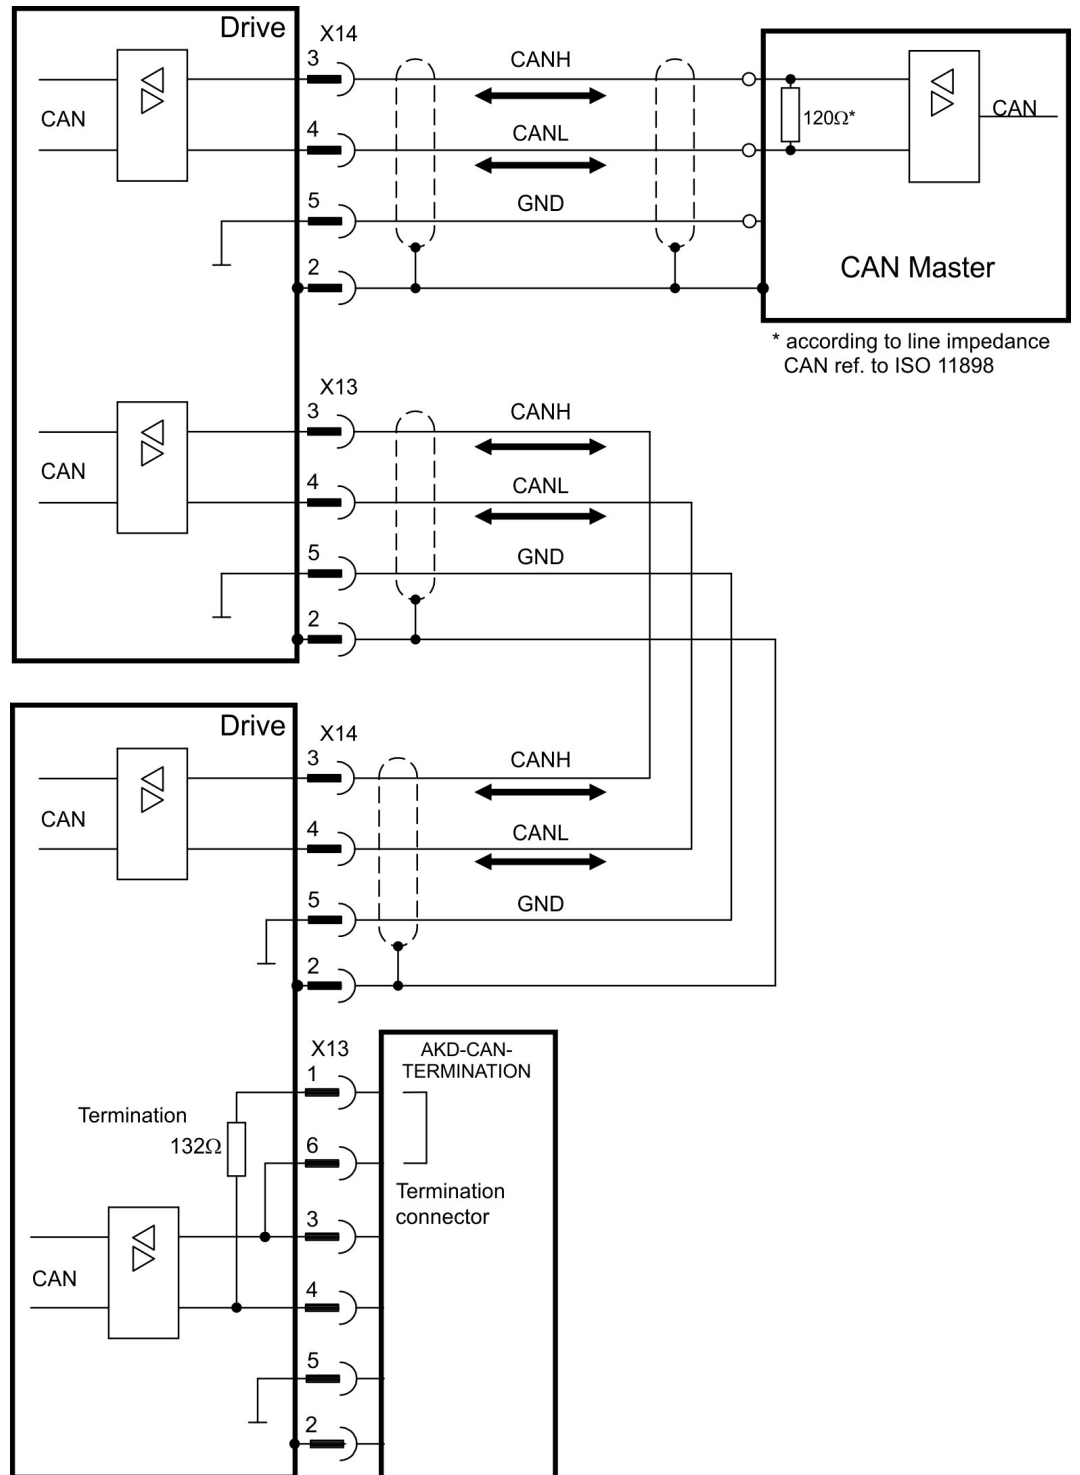 Drive
X14
3
CANH
CAN
120Ω*
CAN
4
CANL
5
GND
2
CAN Master
* according to line impedance
CAN ref. to ISO 11898
X13
3
CANH
CAN
4
CANL
5
GND
2
Drive
X14
3
CANH
CAN
4
CANL
5
GND
2
X13
AKD-CAN-
TERMINATION
1
Termination
132Ω
6
Termination
connector
3
CAN
4
5
2